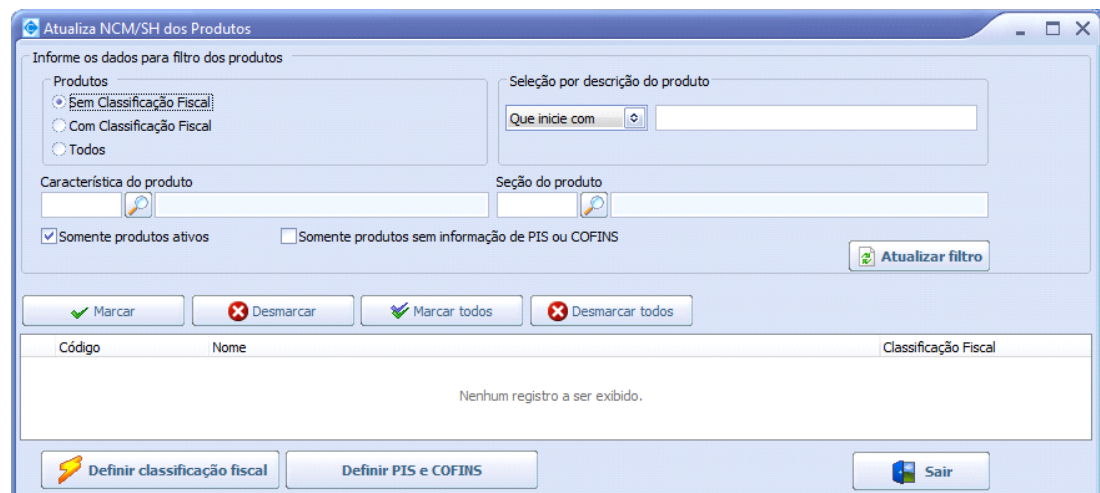 Atualiza NCM/SH dos Produtos
Informe os dados para filtro dos produtos
Produtos
Sem Classificação Fiscal
Com Classificação Fiscal
Todos
Seleção por descrição do produto
Que inicie com
Característica do produto
Seção do produto
Somente produtos ativos
Somente produtos sem informação de PIS ou COFINS
Atualizar filtro
Marcar
Desmarcar
Marcar todos
Desmarcar todos
Código
Nome
Classificação Fiscal
Nenhum registro a ser exibido.
Definir classificação fiscal
Definir PIS e COFINS
Sair